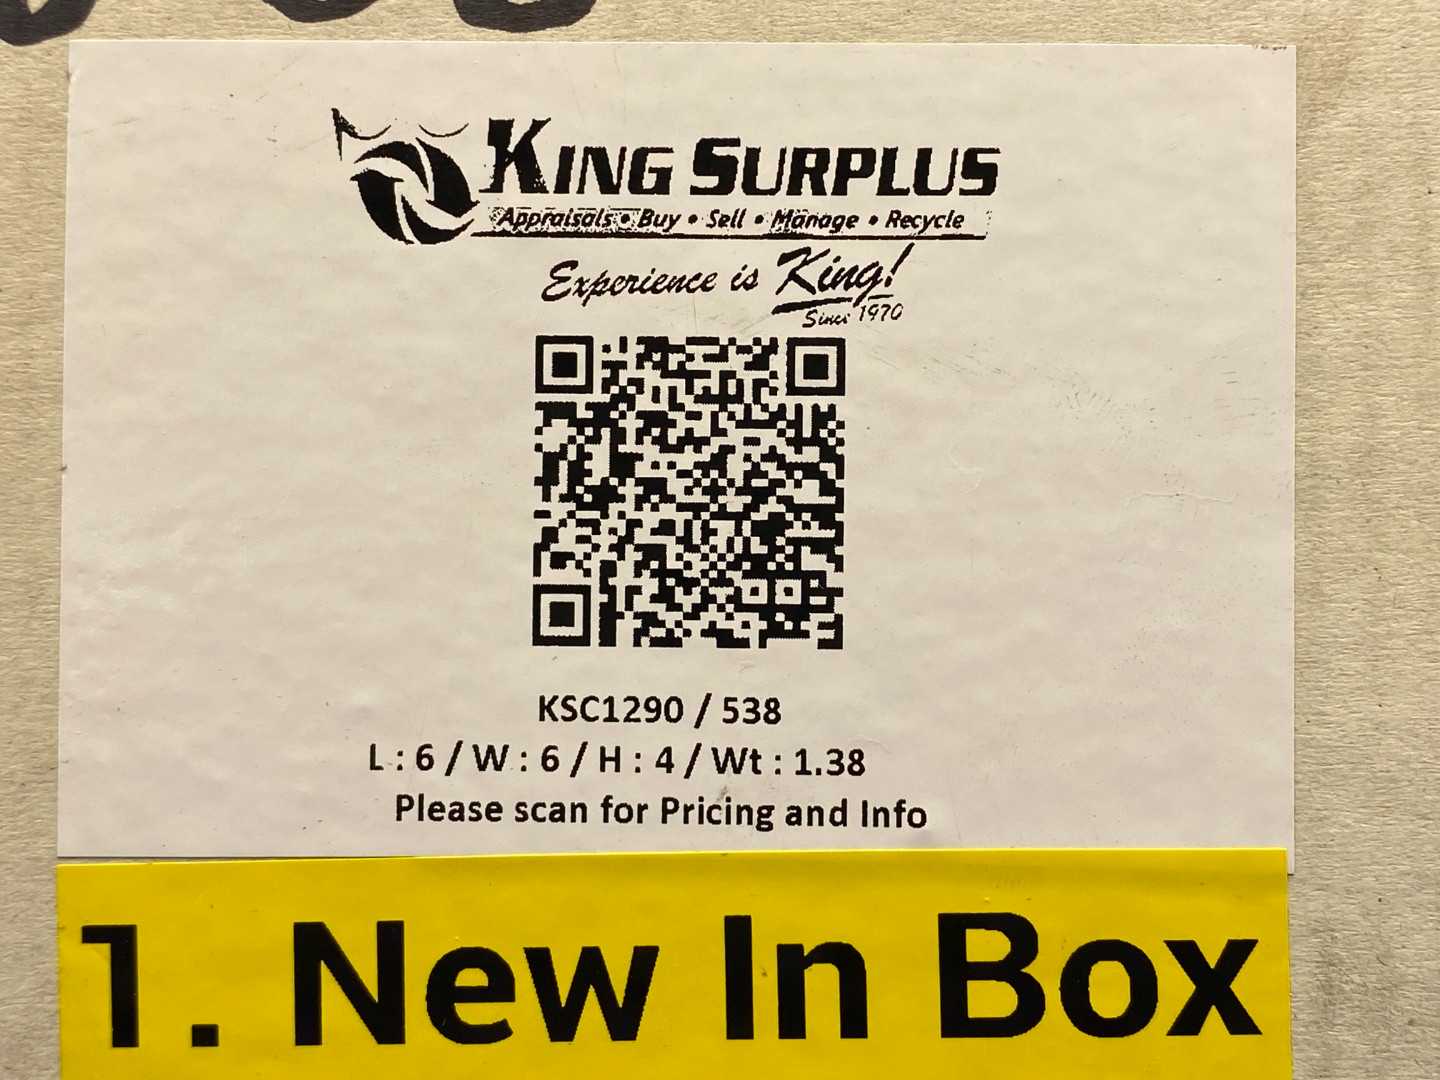 KING SURPLUS
Appraisals • Buy • Sell • Manage • Recycle
Experience is King!
Since 1970
KSC1290 / 538
L : 6 / W : 6 / H : 4 / Wt : 1.38
Please scan for Pricing and Info
1. New In Box